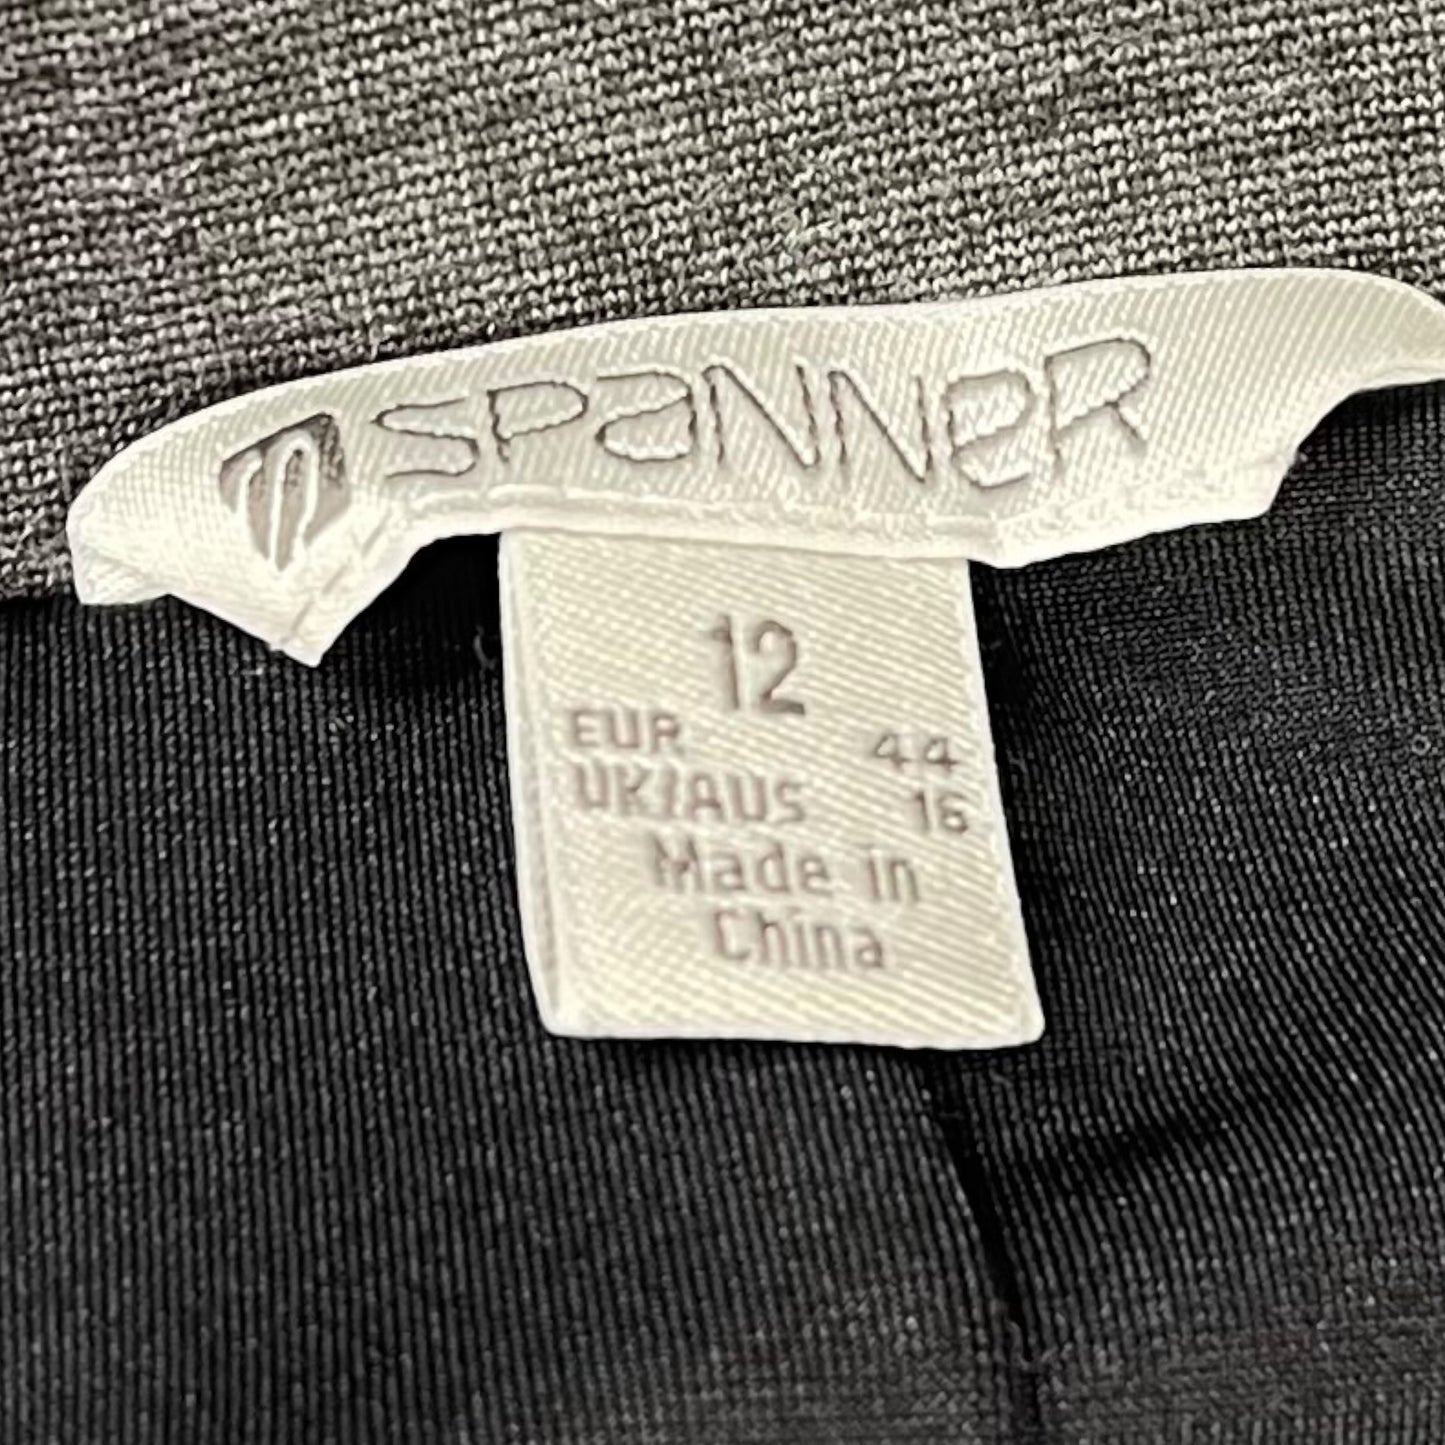 SPANNER
12
EUR 44
UK/AUS 16
Made in
China